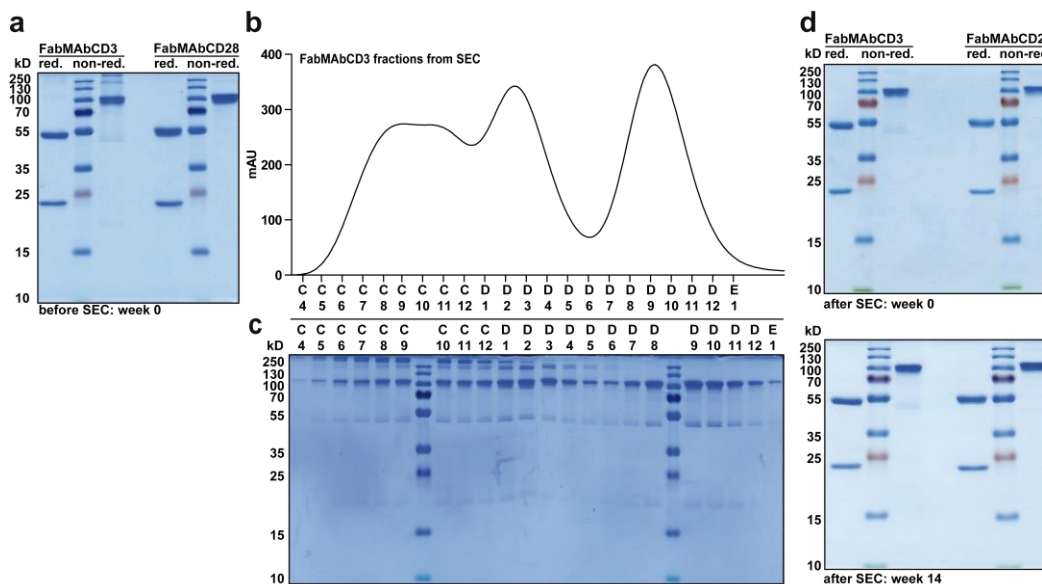 a
FabMAbCD3 FabMAbCD28
kD red. non-red. red. non-red.
250
130
100
70
55
35
25
15
10
before SEC: week 0
b
FabMAbCD3 fractions from SEC
mAU
400
300
200
100
0
C C C C C C C C C D D D D D D D D D D D D E
4 5 6 7 8 9 10 11 12 1 2 3 4 5 6 7 8 9 10 11 12 1
c
C C C C C C C C C D D D D D D D D D D D D E
kD 4 5 6 7 8 9 10 11 12 1 2 3 4 5 6 7 8 9 10 11 12 1
250
130
100
70
55
35
25
15
10
d
FabMAbCD3 FabMAbCD2
kD red. non-red. red. non-red.
250
130
100
70
55
35
25
15
10
after SEC: week 0
kD
250
130
100
70
55
35
25
15
10
after SEC: week 14